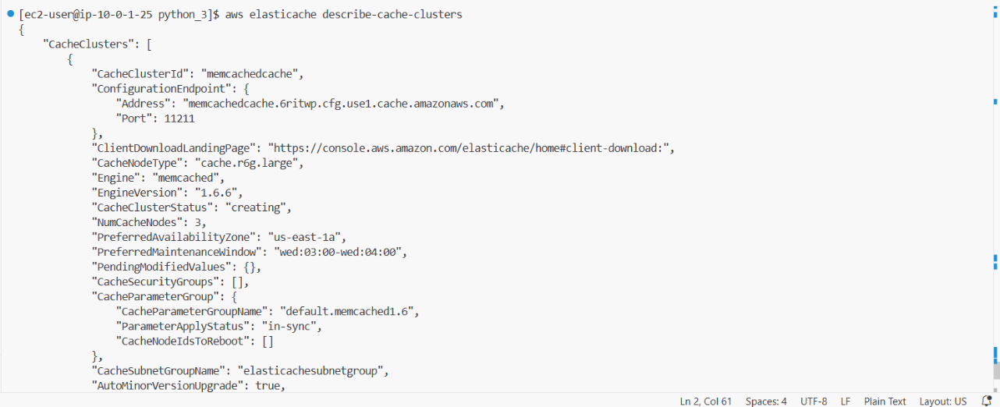 [ec2-user@ip-10-0-1-25 python_3]$ aws elasticache describe-cache-clusters
{
    "CacheClusters": [
        {
            "CacheClusterId": "memcachedcache",
            "ConfigurationEndpoint": {
                "Address": "memcachedcache.6ritwp.cfg.use1.cache.amazonaws.com",
                "Port": 11211
            },
            "ClientDownloadLandingPage": "https://console.aws.amazon.com/elasticache/home#client-download:",
            "CacheNodeType": "cache.r6g.large",
            "Engine": "memcached",
            "EngineVersion": "1.6.6",
            "CacheClusterStatus": "creating",
            "NumCacheNodes": 3,
            "PreferredAvailabilityZone": "us-east-1a",
            "PreferredMaintenanceWindow": "wed:03:00-wed:04:00",
            "PendingModifiedValues": {},
            "CacheSecurityGroups": [],
            "CacheParameterGroup": {
                "CacheParameterGroupName": "default.memcached1.6",
                "ParameterApplyStatus": "in-sync",
                "CacheNodeIdsToReboot": []
            },
            "CacheSubnetGroupName": "elasticachesubnetgroup",
            "AutoMinorVersionUpgrade": true,
Ln 2, Col 61 Spaces: 4 UTF-8 LF Plain Text Layout: US